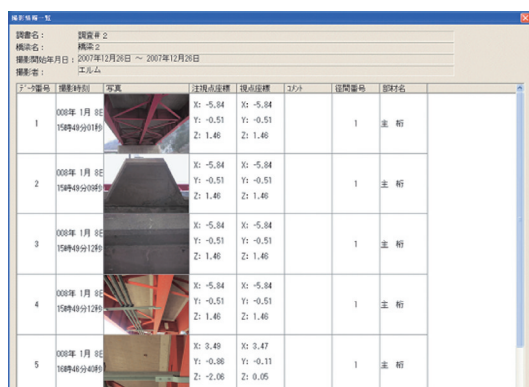 撮影情報一覧
調書名： 調査＃2
橋梁名： 橋梁２
撮影開始年月日： 2007年12月26日 ～ 2007年12月26日
撮影者： エルム
データ番号 撮影時刻 写真 注視点座標 視点座標 コメント 径間番号 部材名
1 008年 1月 8日 15時49分01秒 X: -5.84 Y: -0.51 Z: 1.46 X: -5.84 Y: -0.51 Z: 1.46 1 主 桁
2 008年 1月 8日 15時49分09秒 X: -5.84 Y: -0.51 Z: 1.46 X: -5.84 Y: -0.51 Z: 1.46 1 主 桁
3 008年 1月 8日 15時49分12秒 X: -5.84 Y: -0.51 Z: 1.46 X: -5.84 Y: -0.51 Z: 1.46 1 主 桁
4 008年 1月 8日 15時49分12秒 X: -5.84 Y: -0.51 Z: 1.46 X: -5.84 Y: -0.51 Z: 1.46 1 主 桁
5 008年 1月 8日 16時46分40秒 X: 3.49 Y: -0.86 Z: -2.06 X: 3.47 Y: -0.11 Z: 0.05 1 主 桁